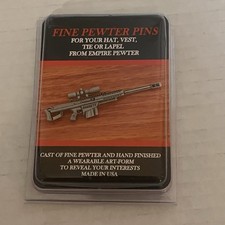 FINE PEWTER PINS
FOR YOUR HAT, VEST,
TIE OR LAPEL
FROM EMPIRE PEWTER
CAST OF FINE PEWTER AND HAND FINISHED
A WEARABLE ART-FORM
TO REVEAL YOUR INTERESTS
MADE IN USA